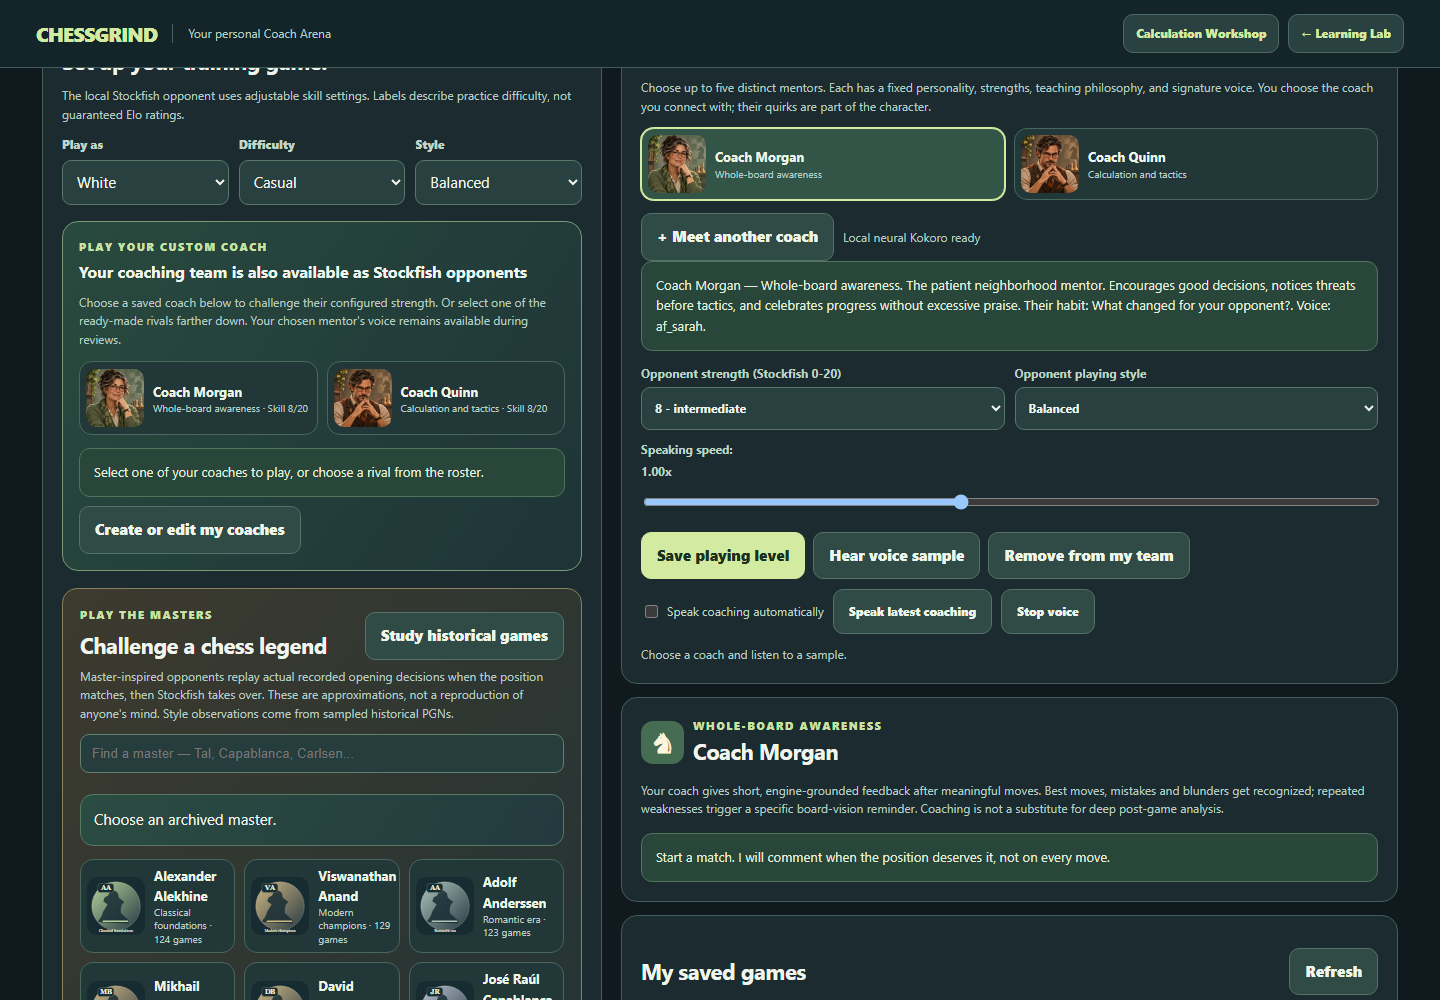 CHESSGRIND
Your personal Coach Arena
Calculation Workshop
← Learning Lab
Set up your training game.
The local Stockfish opponent uses adjustable skill settings. Labels describe practice difficulty, not
guaranteed Elo ratings.
Play as
Difficulty
Style
White
Casual
Balanced
PLAY YOUR CUSTOM COACH
Your coaching team is also available as Stockfish opponents
Choose a saved coach below to challenge their configured strength. Or select one of the
ready-made rivals farther down. Your chosen mentor's voice remains available during
reviews.
Coach Morgan
Whole-board awareness · Skill 8/20
Coach Quinn
Calculation and tactics · Skill 8/20
Select one of your coaches to play, or choose a rival from the roster.
Create or edit my coaches
PLAY THE MASTERS
Challenge a chess legend
Study historical games
Master-inspired opponents replay actual recorded opening decisions when the position
matches, then Stockfish takes over. These are approximations, not a reproduction of
anyone's mind. Style observations come from sampled historical PGNs.
Find a master — Tal, Capablanca, Carlsen...
Choose an archived master.
AA
Alexander
Alekhine
Classical
foundations ·
124 games
VA
Viswanathan
Anand
Modern
champions · 129
games
AA
Adolf
Anderssen
Romantic era ·
123 games
MB
Mikhail
DB
David
JR
José Raúl
Capablanca
Choose up to five distinct mentors. Each has a fixed personality, strengths, teaching philosophy, and signature voice. You choose the coach
you connect with; their quirks are part of the character.
Coach Morgan
Whole-board awareness
Coach Quinn
Calculation and tactics
+ Meet another coach
Local neural Kokoro ready
Coach Morgan — Whole-board awareness. The patient neighborhood mentor. Encourages good decisions, notices threats
before tactics, and celebrates progress without excessive praise. Their habit: What changed for your opponent?. Voice:
af_sarah.
Opponent strength (Stockfish 0-20)
Opponent playing style
8 - intermediate
Balanced
Speaking speed:
1.00x
Save playing level
Hear voice sample
Remove from my team
Speak coaching automatically
Speak latest coaching
Stop voice
Choose a coach and listen to a sample.
WHOLE-BOARD AWARENESS
Coach Morgan
Your coach gives short, engine-grounded feedback after meaningful moves. Best moves, mistakes and blunders get recognized; repeated
weaknesses trigger a specific board-vision reminder. Coaching is not a substitute for deep post-game analysis.
Start a match. I will comment when the position deserves it, not on every move.
My saved games
Refresh